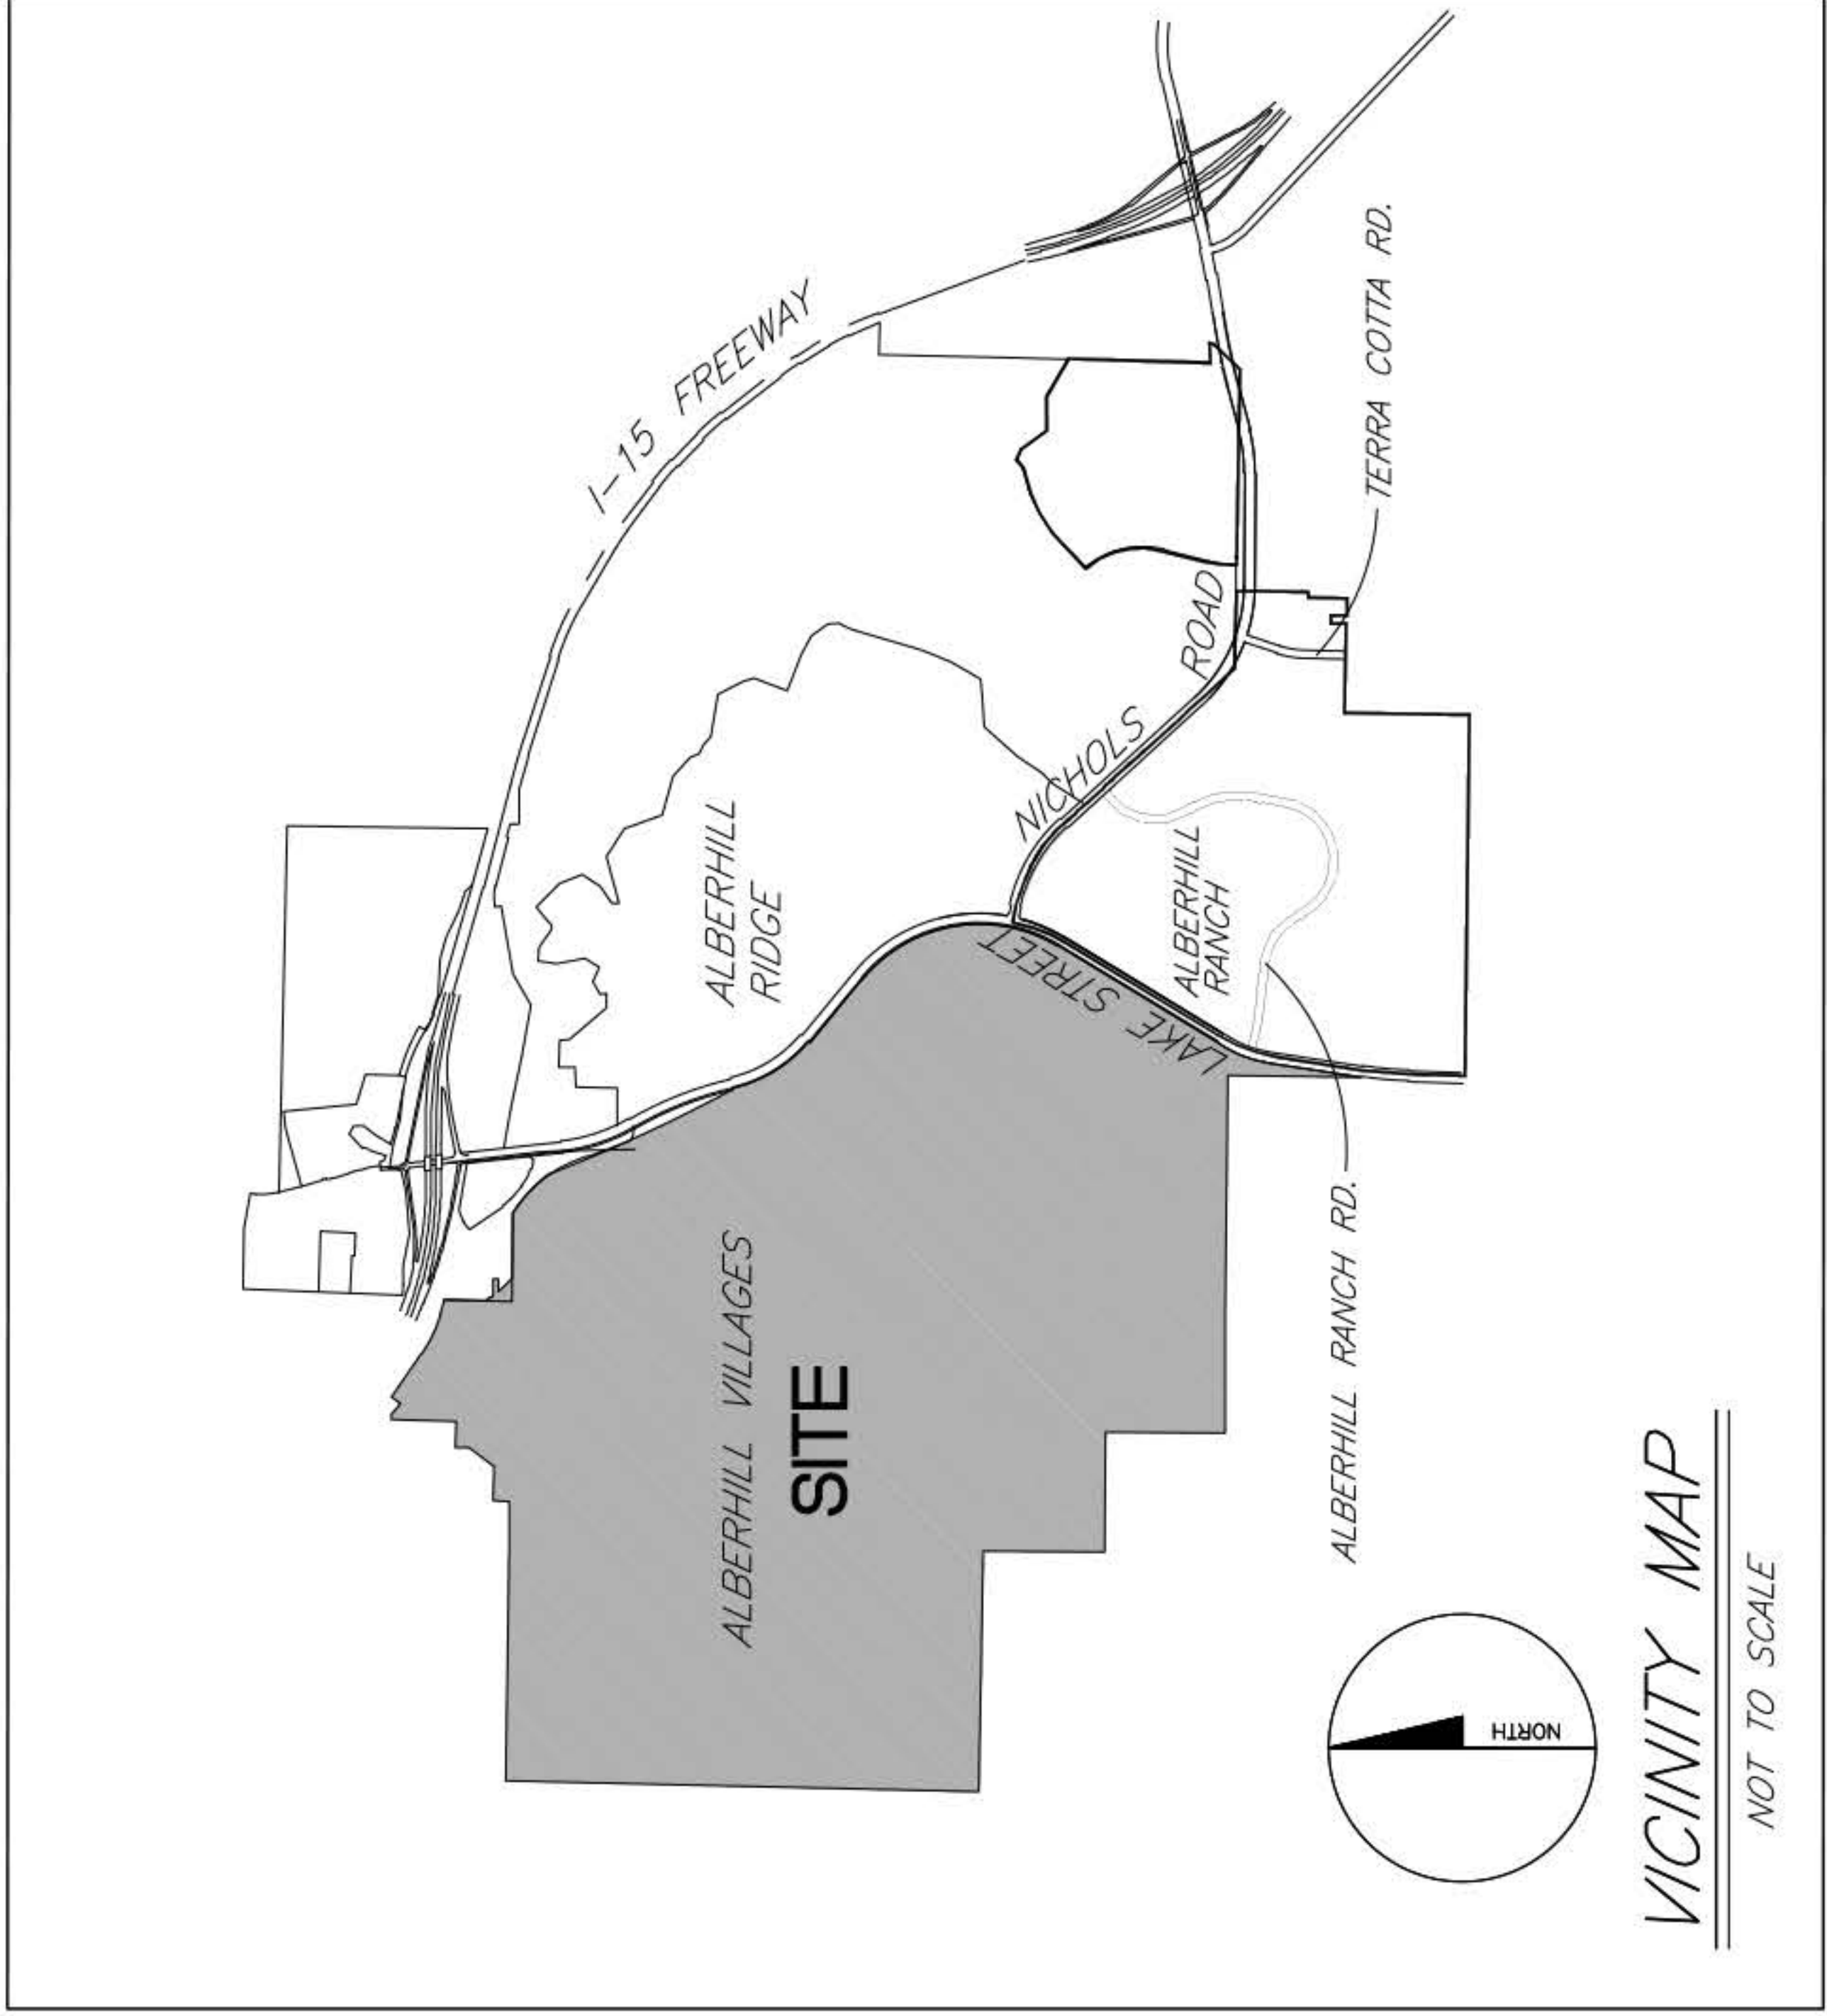 I-15 FREEWAY
ALBERHILL
RIDGE
NICHOLS ROAD
TERRA COTTA RD.
ALBERHILL
RANCH
LAKE STREET
ALBERHILL VILLAGES
SITE
ALBERHILL RANCH RD.
NORTH
VICINITY MAP
NOT TO SCALE